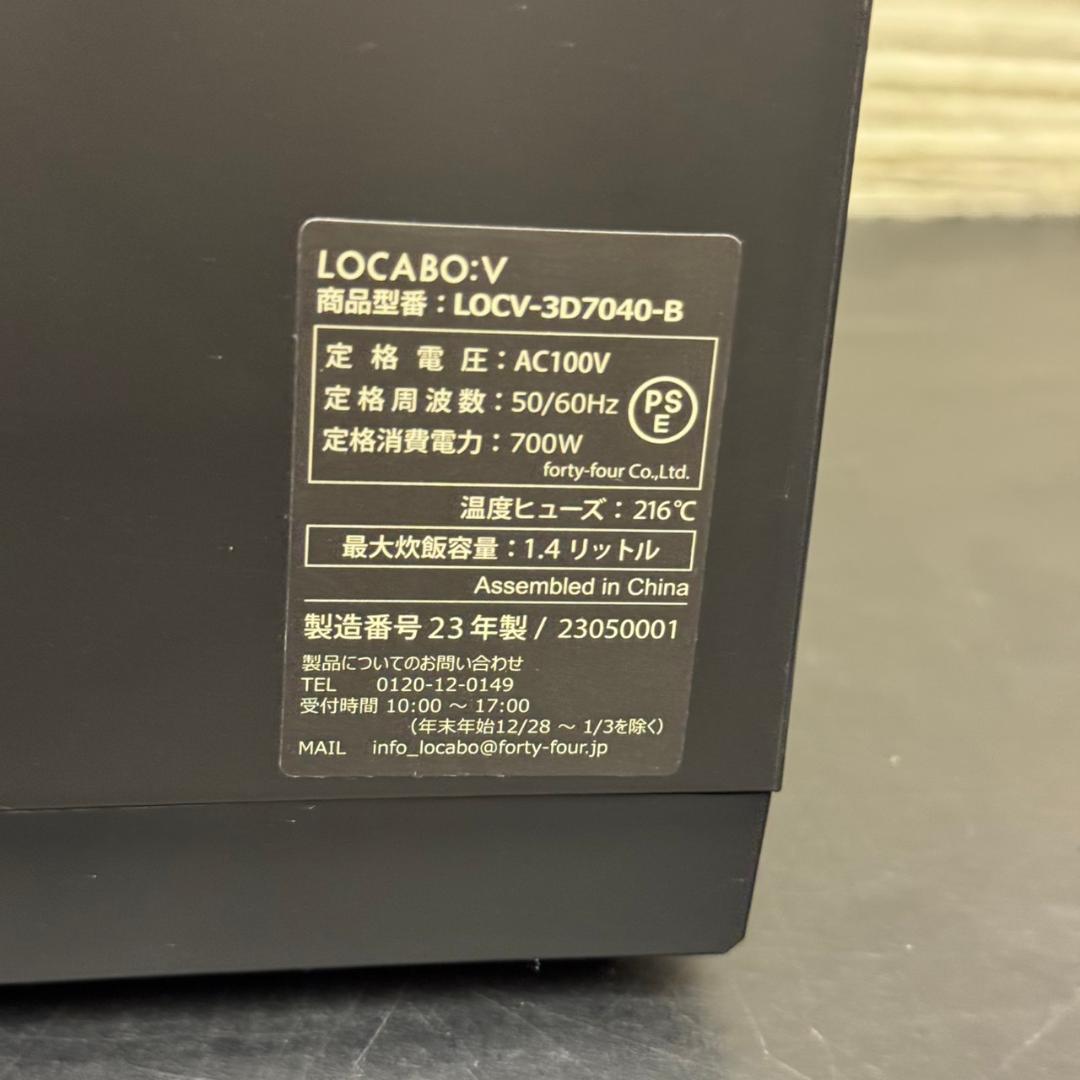 LOCABO:V
商品型番：LOCV-3D7040-B
定格電圧：AC100V
定格周波数：50/60Hz
定格消費電力：700W
PSE
forty-four Co.,Ltd.
温度ヒューズ：216℃
最大炊飯容量：1.4リットル
Assembled in China
製造番号 23年製 / 23050001
製品についてのお問い合わせ
TEL 0120-12-0149
受付時間 10:00 ～ 17:00
（年末年始12/28 ～ 1/3を除く）
MAIL info_locabo@forty-four.jp